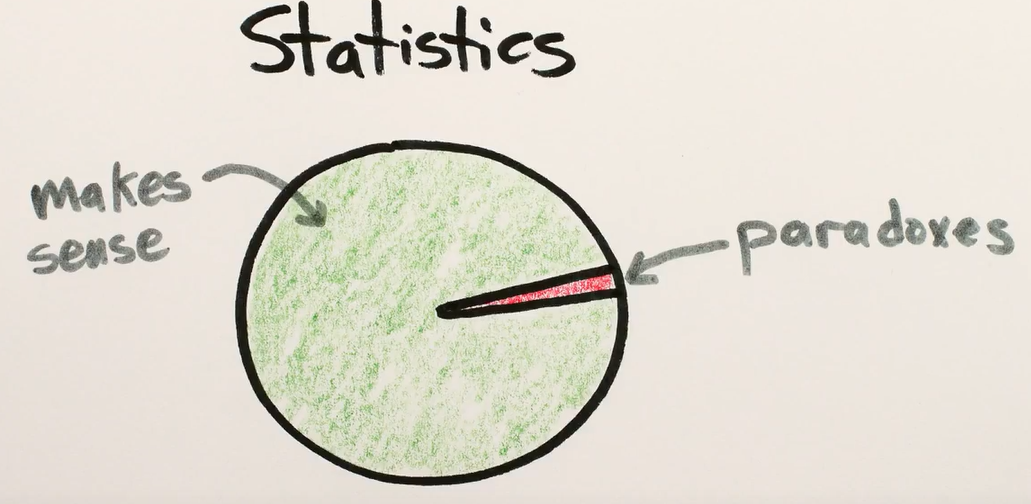 Statistics
makes
sense
paradoxes